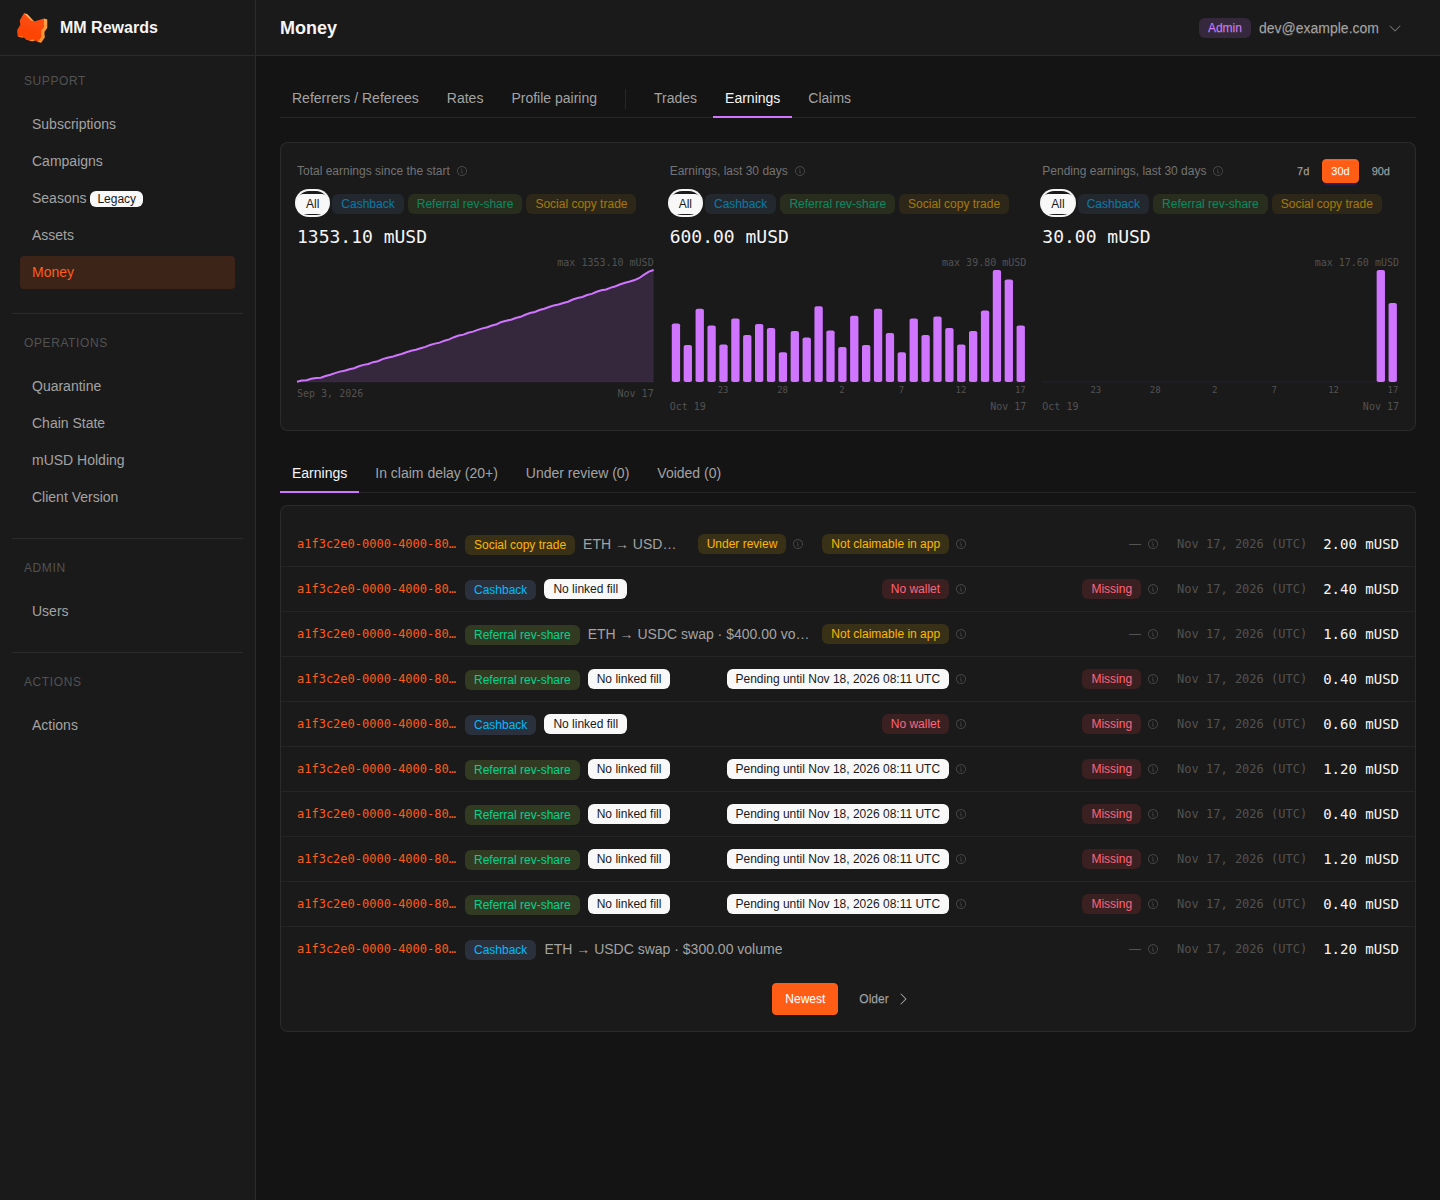 MM Rewards
Money
Admin dev@example.com
SUPPORT
Subscriptions
Campaigns
Seasons Legacy
Assets
Money
OPERATIONS
Quarantine
Chain State
mUSD Holding
Client Version
ADMIN
Users
ACTIONS
Actions
Referrers / Referees Rates Profile pairing Trades Earnings Claims
Total earnings since the start
All Cashback Referral rev-share Social copy trade
1353.10 mUSD
max 1353.10 mUSD
Sep 3, 2026 Nov 17
Earnings, last 30 days
All Cashback Referral rev-share Social copy trade
600.00 mUSD
max 39.80 mUSD
23 28 2 7 12 17
Oct 19 Nov 17
Pending earnings, last 30 days 7d 30d 90d
All Cashback Referral rev-share Social copy trade
30.00 mUSD
max 17.60 mUSD
23 28 2 7 12 17
Oct 19 Nov 17
Earnings In claim delay (20+) Under review (0) Voided (0)
a1f3c2e0-0000-4000-80… Social copy trade ETH → USD… Under review Not claimable in app — Nov 17, 2026 (UTC) 2.00 mUSD
a1f3c2e0-0000-4000-80… Cashback No linked fill No wallet Missing Nov 17, 2026 (UTC) 2.40 mUSD
a1f3c2e0-0000-4000-80… Referral rev-share ETH → USDC swap · $400.00 vo… Not claimable in app — Nov 17, 2026 (UTC) 1.60 mUSD
a1f3c2e0-0000-4000-80… Referral rev-share No linked fill Pending until Nov 18, 2026 08:11 UTC Missing Nov 17, 2026 (UTC) 0.40 mUSD
a1f3c2e0-0000-4000-80… Cashback No linked fill No wallet Missing Nov 17, 2026 (UTC) 0.60 mUSD
a1f3c2e0-0000-4000-80… Referral rev-share No linked fill Pending until Nov 18, 2026 08:11 UTC Missing Nov 17, 2026 (UTC) 1.20 mUSD
a1f3c2e0-0000-4000-80… Referral rev-share No linked fill Pending until Nov 18, 2026 08:11 UTC Missing Nov 17, 2026 (UTC) 0.40 mUSD
a1f3c2e0-0000-4000-80… Referral rev-share No linked fill Pending until Nov 18, 2026 08:11 UTC Missing Nov 17, 2026 (UTC) 1.20 mUSD
a1f3c2e0-0000-4000-80… Referral rev-share No linked fill Pending until Nov 18, 2026 08:11 UTC Missing Nov 17, 2026 (UTC) 0.40 mUSD
a1f3c2e0-0000-4000-80… Cashback ETH → USDC swap · $300.00 volume — Nov 17, 2026 (UTC) 1.20 mUSD
Newest Older